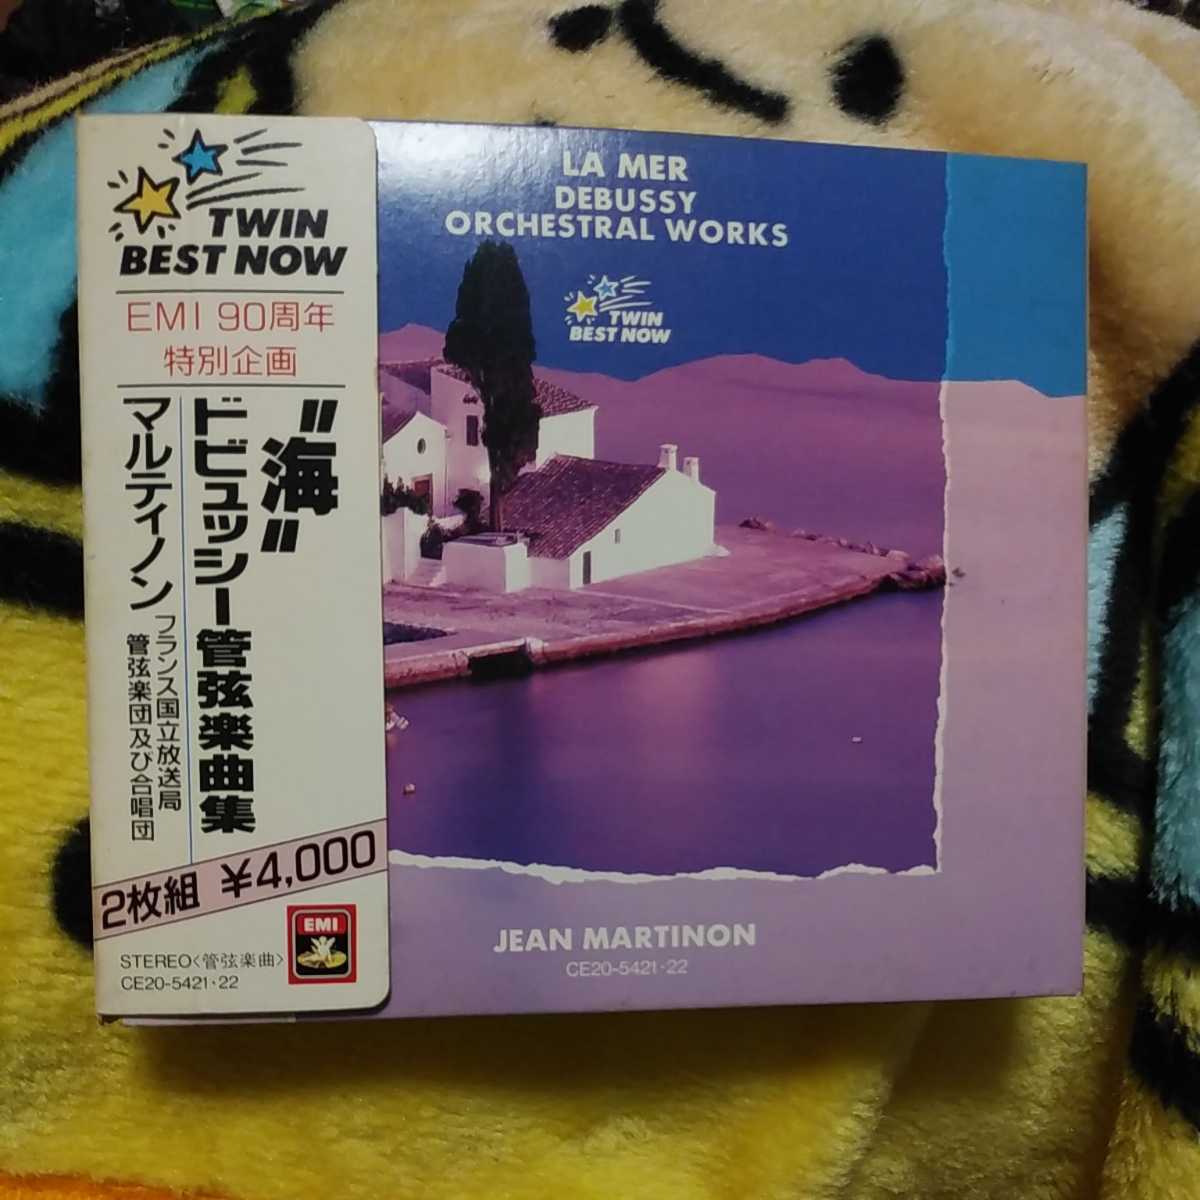 TWIN
BEST NOW
EMI 90周年
特別企画
"海"
ドビュッシー管弦楽曲集
マルティノン
フランス国立放送局
管弦楽団及び合唱団
2枚組 ¥4,000
STEREO<管弦楽曲>
CE20-5421·22
EMI
LA MER
DEBUSSY
ORCHESTRAL WORKS
TWIN
BEST NOW
JEAN MARTINON
CE20-5421·22